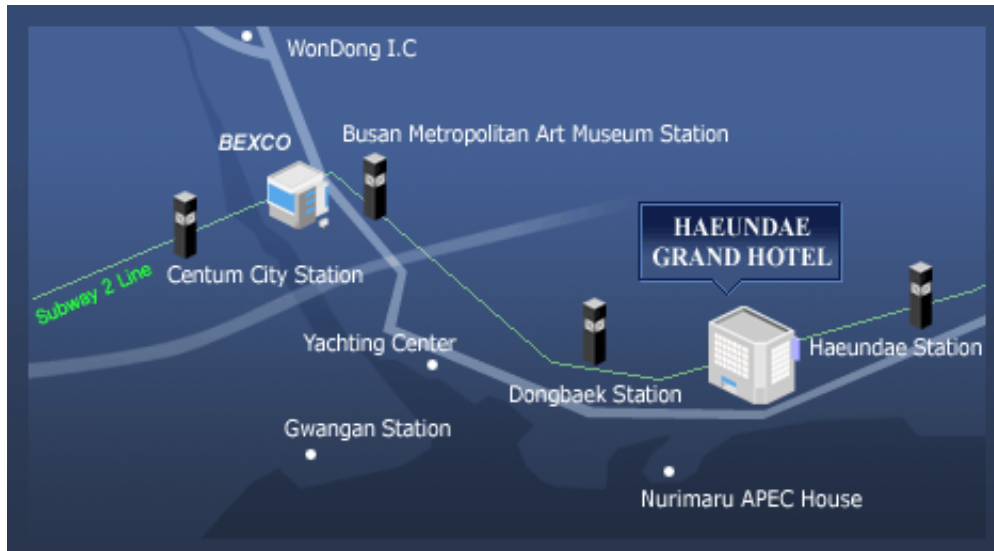 WonDong I.C
BEXCO
Busan Metropolitan Art Museum Station
HAEUNDAE
GRAND HOTEL
Centum City Station
Subway 2 Line
Yachting Center
Haeundae Station
Dongbaek Station
Gwangan Station
Nurimaru APEC House